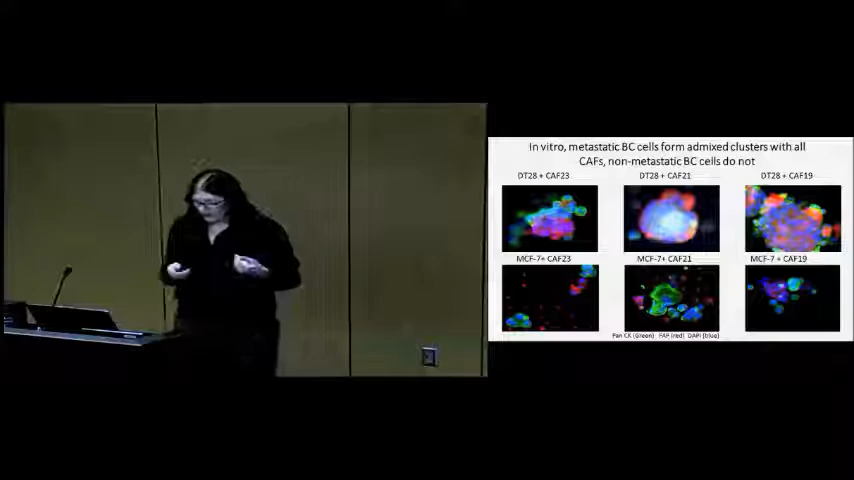 In vitro, metastatic BC cells form admixed clusters with all
CAFs, non-metastatic BC cells do not
DT28 + CAF23 DT28 + CAF21 DT28 + CAF19
MCF-7+ CAF23 MCF-7+ CAF21 MCF-7 + CAF19
Pan CK (Green) FAP (red) DAPI (blue)